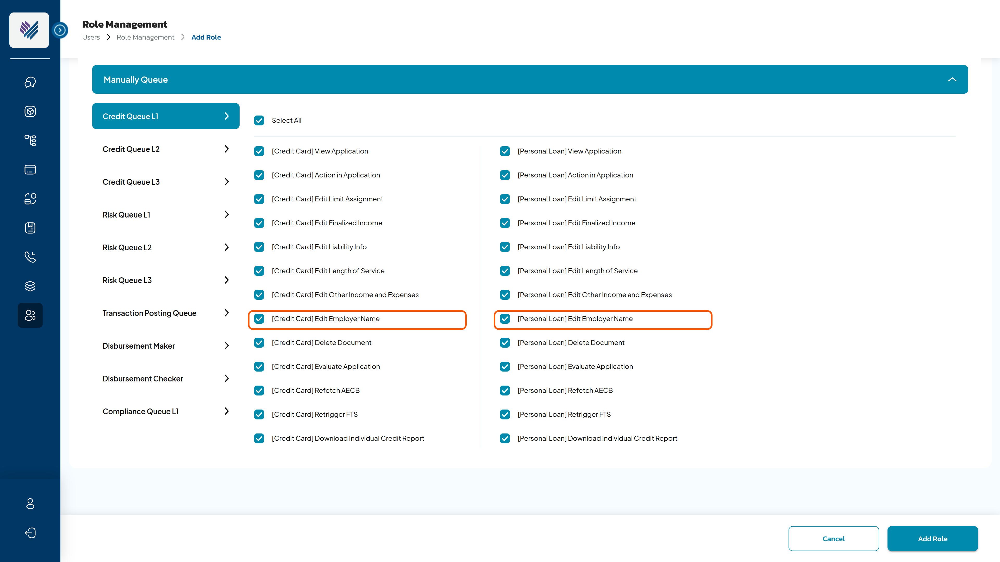 Role Management
Users > Role Management > Add Role
Manually Queue
Credit Queue L1
Credit Queue L2
Credit Queue L3
Risk Queue L1
Risk Queue L2
Risk Queue L3
Transaction Posting Queue
Disbursement Maker
Disbursement Checker
Compliance Queue L1
Select All
[Credit Card] View Application
[Credit Card] Action in Application
[Credit Card] Edit Limit Assignment
[Credit Card] Edit Finalized Income
[Credit Card] Edit Liability Info
[Credit Card] Edit Length of Service
[Credit Card] Edit Other Income and Expenses
[Credit Card] Edit Employer Name
[Credit Card] Delete Document
[Credit Card] Evaluate Application
[Credit Card] Refetch AECB
[Credit Card] Retrigger FTS
[Credit Card] Download Individual Credit Report
[Personal Loan] View Application
[Personal Loan] Action in Application
[Personal Loan] Edit Limit Assignment
[Personal Loan] Edit Finalized Income
[Personal Loan] Edit Liability Info
[Personal Loan] Edit Length of Service
[Personal Loan] Edit Other Income and Expenses
[Personal Loan] Edit Employer Name
[Personal Loan] Delete Document
[Personal Loan] Evaluate Application
[Personal Loan] Refetch AECB
[Personal Loan] Retrigger FTS
[Personal Loan] Download Individual Credit Report
Cancel
Add Role